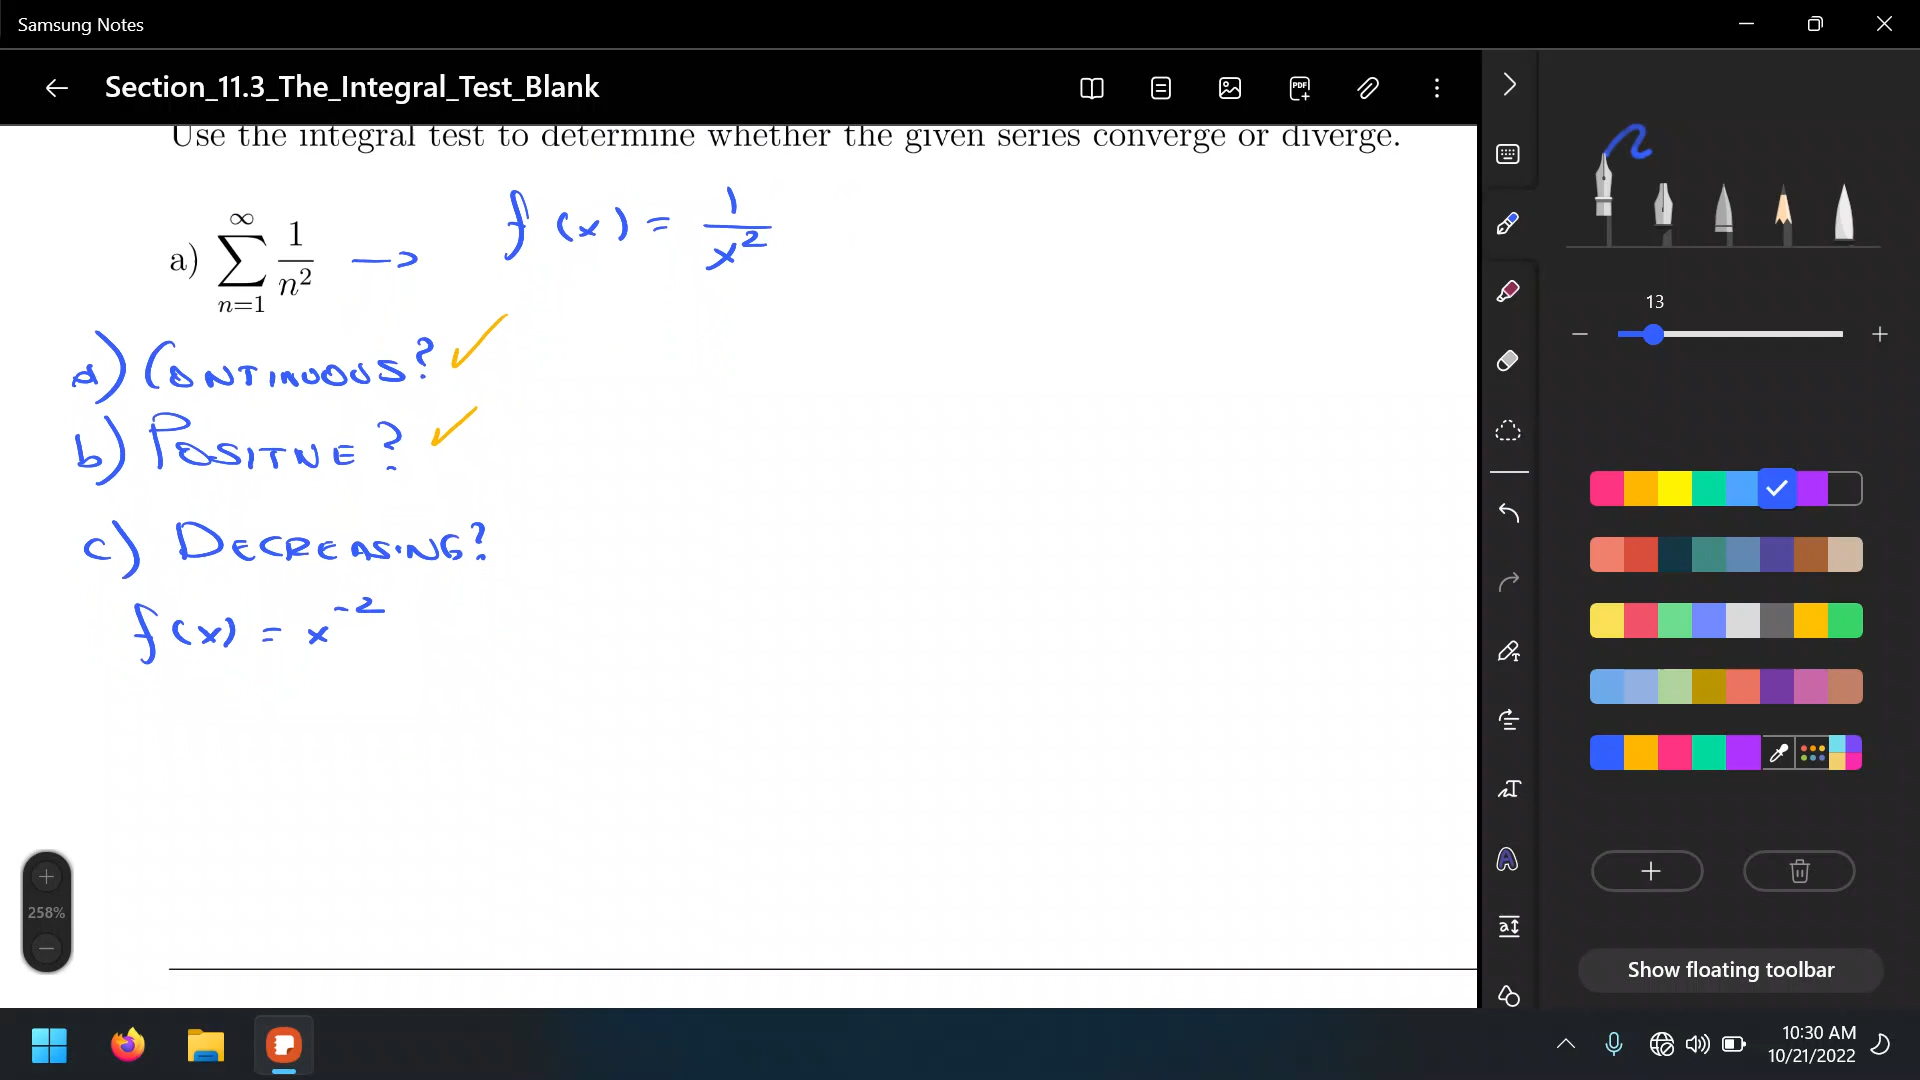 Samsung Notes
Section_11.3_The_Integral_Test_Blank
PDF
Use the integral test to determine whether the given series converge or diverge.
a) ∑_{n=1}^{∞} 1/n² —> f(x) = 1/x²
a) CONTINUOUS? ✓
b) POSITIVE? ✓
c) DECREASING?
f(x) = x⁻²
258%
13
Show floating toolbar
10:30 AM
10/21/2022